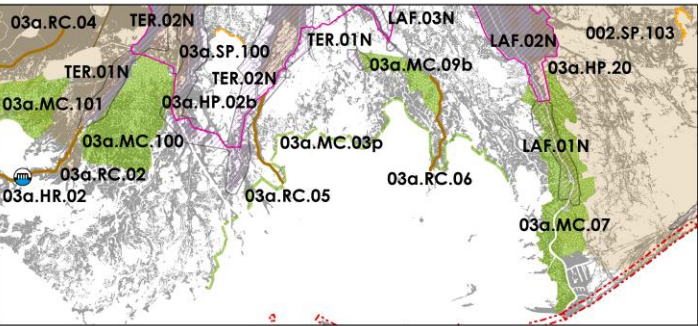 03a.RC.04
TER.02N
LAF.03N
03a.SP.100
TER.01N
LAF.02N
002.SP.103
TER.01N
TER.02N
03a.MC.09b
03a.HP.20
03a.MC.101
03a.HP.02b
03a.MC.100
03a.MC.03p
LAF.01N
03a.RC.02
03a.HR.02
03a.RC.05
03a.RC.06
03a.MC.07